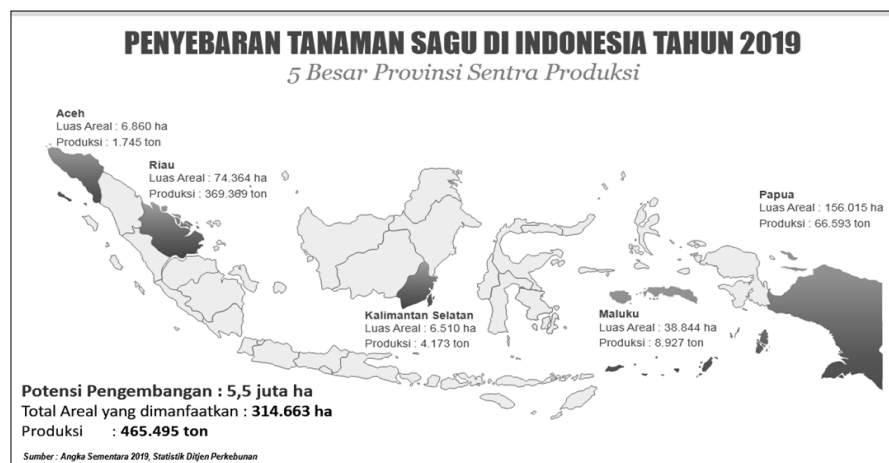 PENYEBARAN TANAMAN SAGU DI INDONESIA TAHUN 2019
5 Besar Provinsi Sentra Produksi
Aceh
Luas Areal : 6.860 ha
Produksi : 1.745 ton
Riau
Luas Areal : 74.364 ha
Produksi : 369.369 ton
Papua
Luas Areal : 156.015 ha
Produksi : 66.593 ton
Kalimantan Selatan
Luas Areal : 6.510 ha
Produksi : 4.173 ton
Maluku
Luas Areal : 38.844 ha
Produksi : 8.927 ton
Potensi Pengembangan : 5,5 juta ha
Total Areal yang dimanfaatkan : 314.663 ha
Produksi : 465.495 ton
Sumber : Angka Sementara 2019, Statistik Ditjen Perkebunan